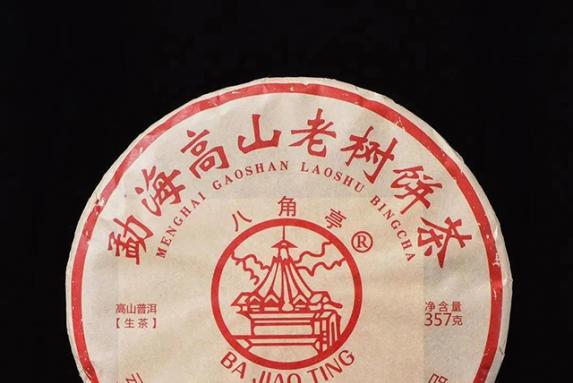 勐海高山老树饼茶
MENGHAI GAOSHAN LAOSHU BINGCHA
八角亭®
高山普洱
【生茶】
净含量
357克
BA JIAO TING